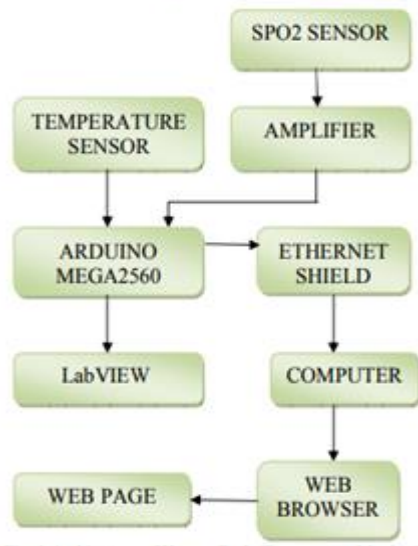 SPO2 SENSOR
TEMPERATURE
SENSOR
AMPLIFIER
ARDUINO
MEGA2560
ETHERNET
SHIELD
LabVIEW
COMPUTER
WEB PAGE
WEB
BROWSER